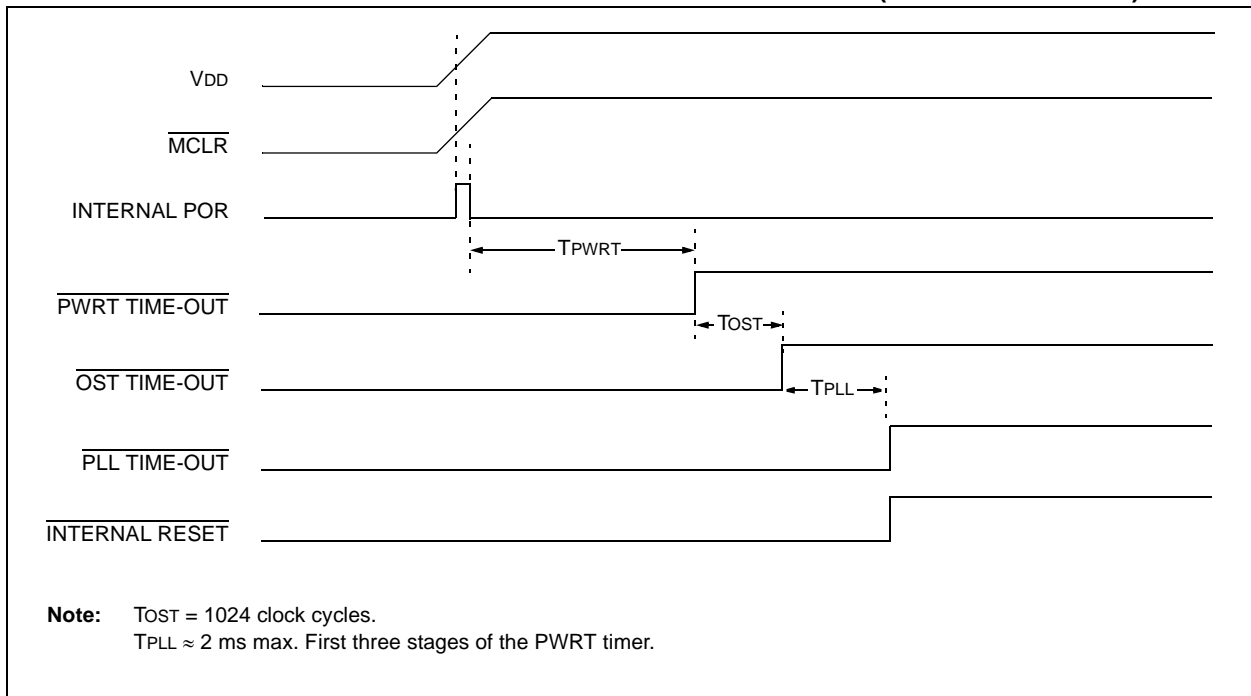 VDD
MCLR
INTERNAL POR
TPWRT
PWRT TIME-OUT
TOST
OST TIME-OUT
TPLL
PLL TIME-OUT
INTERNAL RESET
Note: TOST = 1024 clock cycles.
TPLL ≈ 2 ms max. First three stages of the PWRT timer.